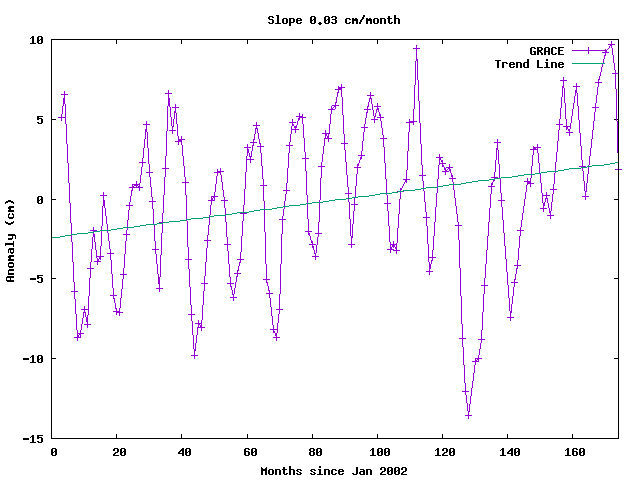 Slope 0.03 cm/month
GRACE
Trend Line
10
5
0
-5
-10
-15
Anomaly (cm)
0 20 40 60 80 100 120 140 160
Months since Jan 2002